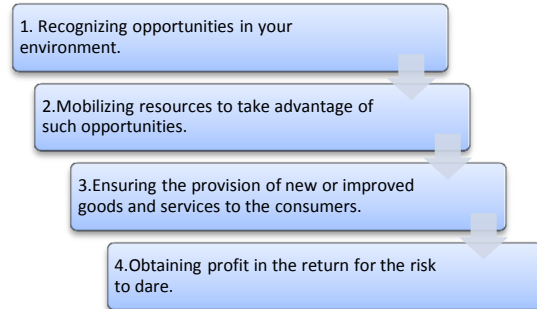 1. Recognizing opportunities in your
environment.
2.Mobilizing resources to take advantage of
such opportunities.
3.Ensuring the provision of new or improved
goods and services to the consumers.
4.Obtaining profit in the return for the risk
to dare.